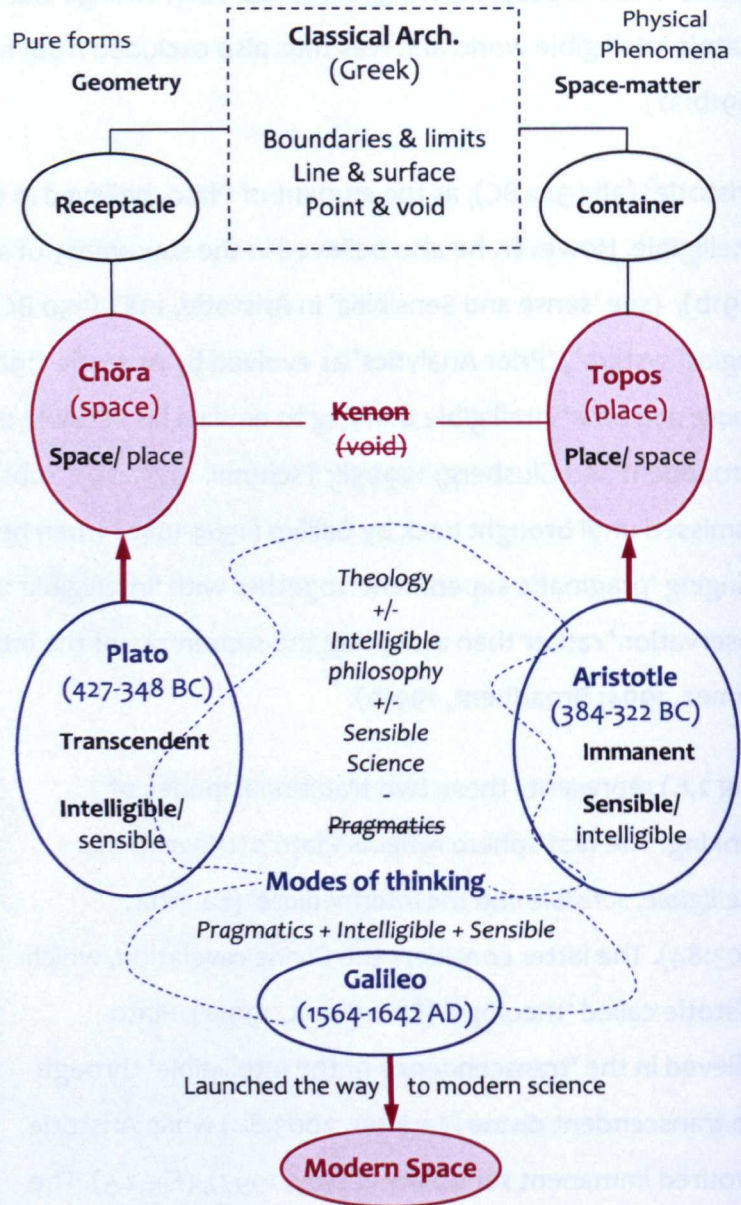 Pure forms
Geometry
Classical Arch.
(Greek)
Boundaries & limits
Line & surface
Point & void
Physical
Phenomena
Space-matter
Receptacle
Container
Chōra
(space)
Space/ place
Kenon
(void)
Topos
(place)
Place/ space
Plato
(427-348 BC)
Transcendent
Intelligible/
sensible
Theology
+/
Intelligible
philosophy
+/-
Sensible
Science
-
Pragmatics
Aristotle
(384-322 BC)
Immanent
Sensible/
intelligible
Modes of thinking
Pragmatics + Intelligible + Sensible
Galileo
(1564-1642 AD)
Launched the way to modern science
Modern Space